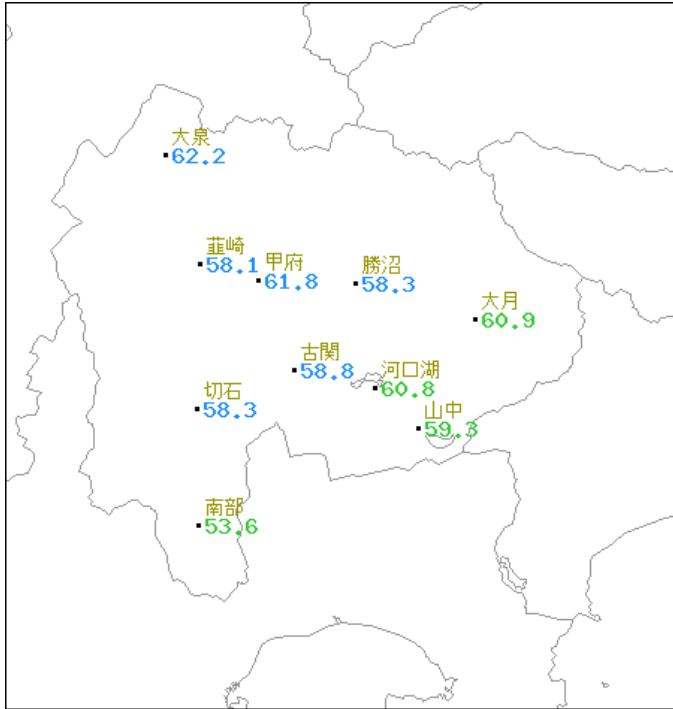 大泉
62.2
韮崎
58.1
甲府
61.8
勝沼
58.3
大月
60.9
古関
58.8
河口湖
60.8
切石
58.3
山中
59.3
南部
53.6